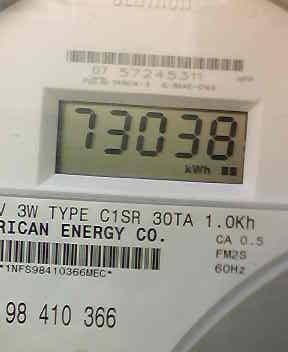 07 57245311
73038
kWh
V 3W TYPE C1SR 30TA 1.0Kh
RICAN ENERGY CO.
CA 0.5
FM2S
*1NFS98410366MEC*
60Hz
98 410 366